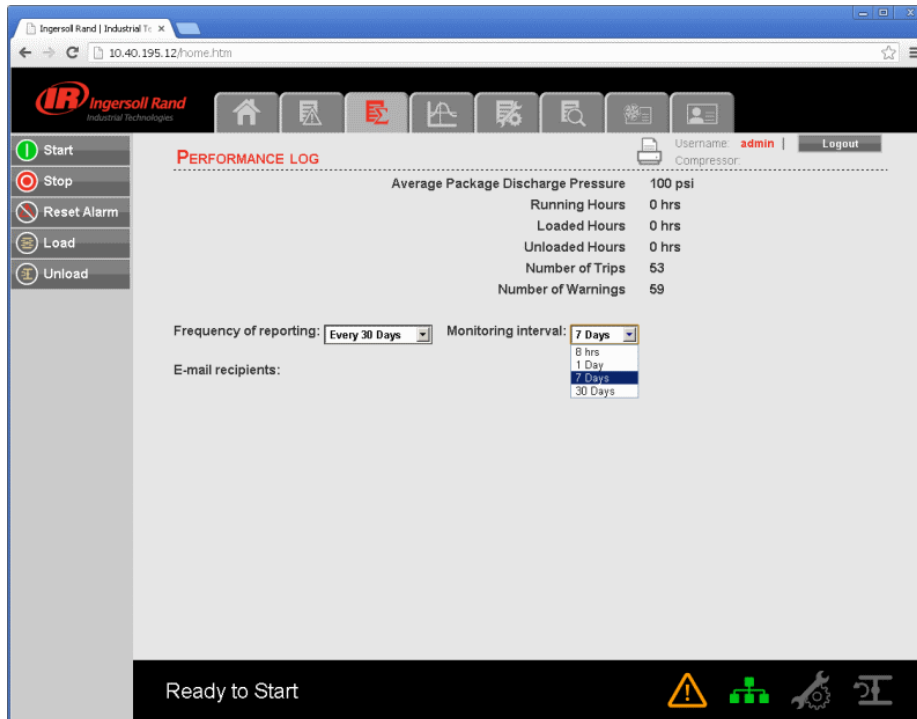 Ingersoll Rand | Industrial Te
10.40.195.12/home.htm
IR Ingersoll Rand
Industrial Technologies
Start
Stop
Reset Alarm
Load
Unload
PERFORMANCE LOG
Username: admin | Logout
Compressor:
Average Package Discharge Pressure 100 psi
Running Hours 0 hrs
Loaded Hours 0 hrs
Unloaded Hours 0 hrs
Number of Trips 53
Number of Warnings 59
Frequency of reporting: Every 30 Days Monitoring interval: 7 Days
8 hrs
1 Day
7 Days
30 Days
E-mail recipients:
Ready to Start